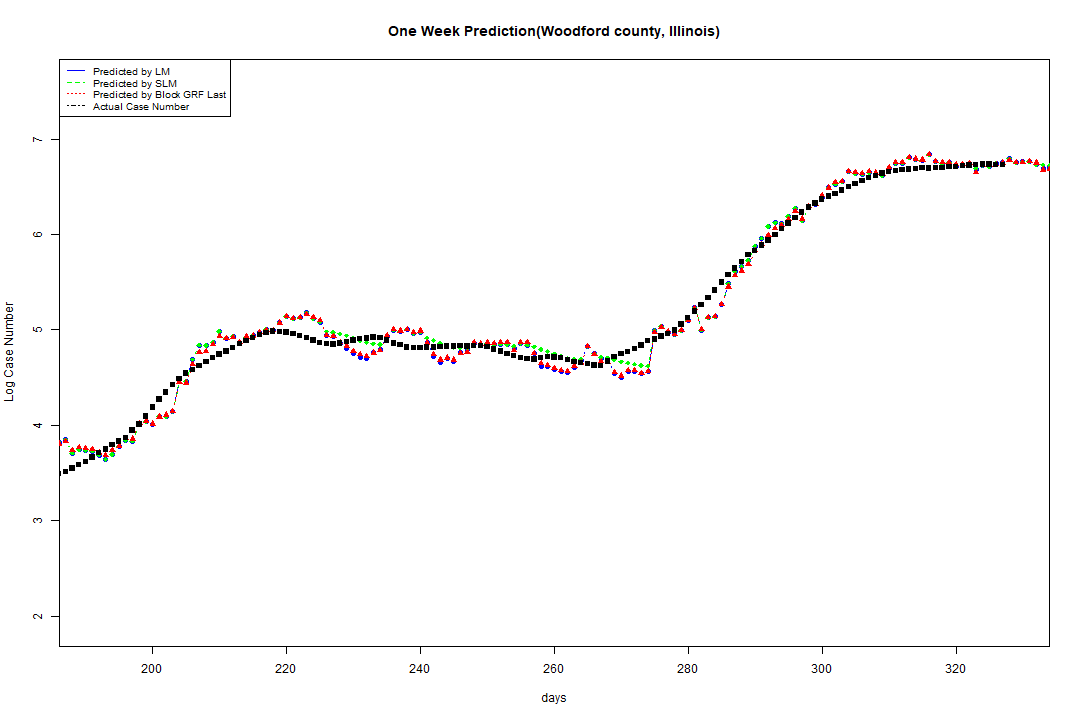 One Week Prediction(Woodford county, Illinois)
Predicted by LM
Predicted by SLM
Predicted by Block GRF Last
Actual Case Number
7
6
5
4
3
2
Log Case Number
200 220 240 260 280 300 320
days